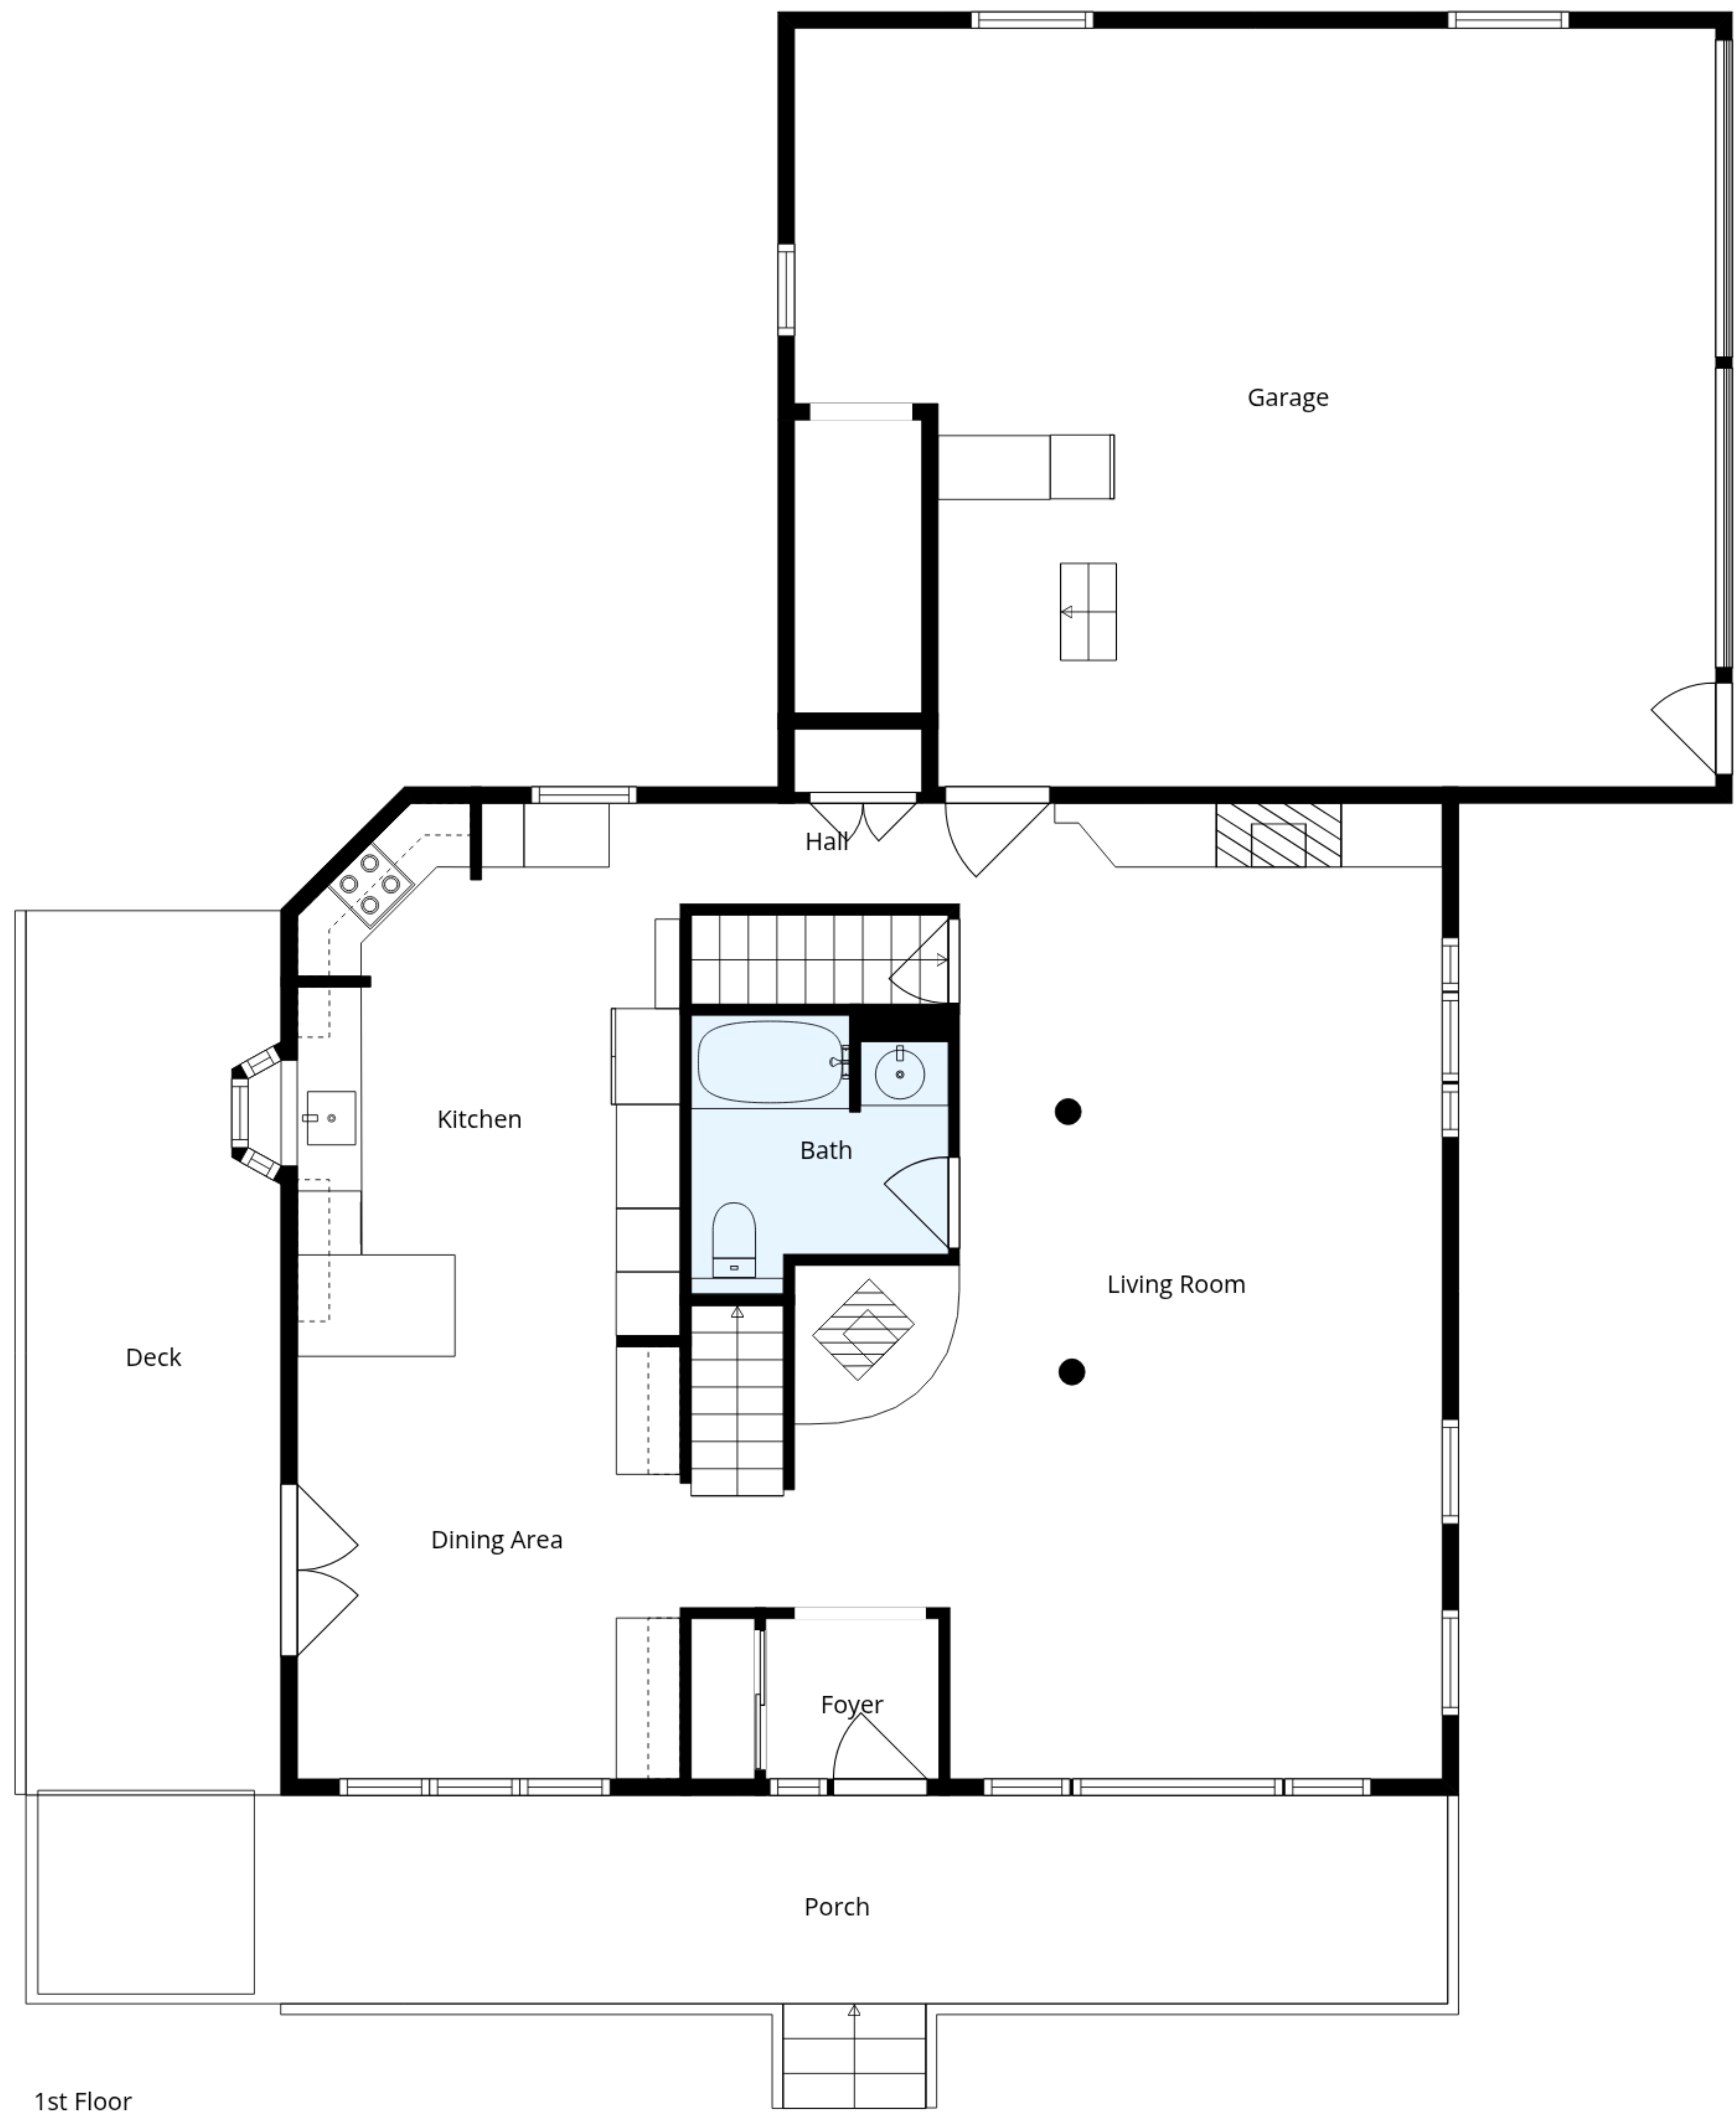 Garage
Hall
Kitchen
Bath
Living Room
Deck
Dining Area
Foyer
Porch
1st Floor